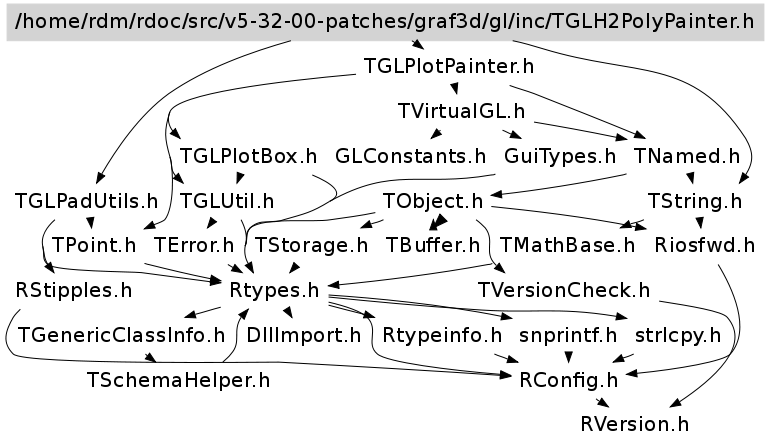 /home/rdm/rdoc/src/v5-32-00-patches/graf3d/gl/inc/TGLH2PolyPainter.h
TGLPlotPainter.h
TVirtualGL.h
TGLPlotBox.h GLConstants.h GuiTypes.h TNamed.h
TGLPadUtils.h TGLUtil.h TObject.h TString.h
TPoint.h TError.h TStorage.h TBuffer.h TMathBase.h Riosfwd.h
RStipples.h Rtypes.h TVersionCheck.h
TGenericClassInfo.h DllImport.h Rtypeinfo.h snprintf.h strlcpy.h
TSchemaHelper.h RConfig.h
RVersion.h